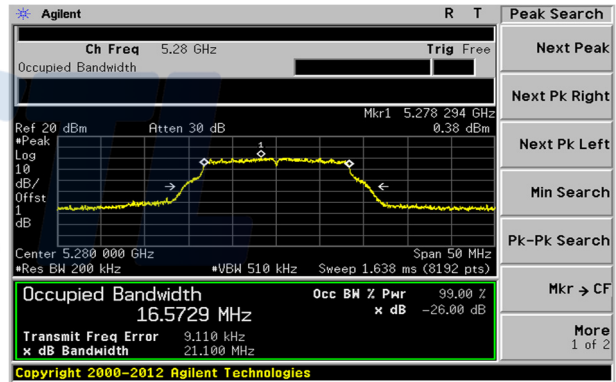 Agilent R T Peak Search
Ch Freq 5.28 GHz Trig Free
Occupied Bandwidth
Next Peak
Next Pk Right
Next Pk Left
Min Search
Pk-Pk Search
Mkr → CF
More
1 of 2
Mkr1 5.278 294 GHz
Ref 20 dBm Atten 30 dB 0.38 dBm
#Peak
Log
10
dB/
Offst
1
dB
1
Center 5.280 000 GHz Span 50 MHz
#Res BW 200 kHz #VBW 510 kHz Sweep 1.638 ms (8192 pts)
Occupied Bandwidth Occ BW % Pwr 99.00 %
16.5729 MHz x dB -26.00 dB
Transmit Freq Error 9.110 kHz
x dB Bandwidth 21.100 MHz
Copyright 2000-2012 Agilent Technologies